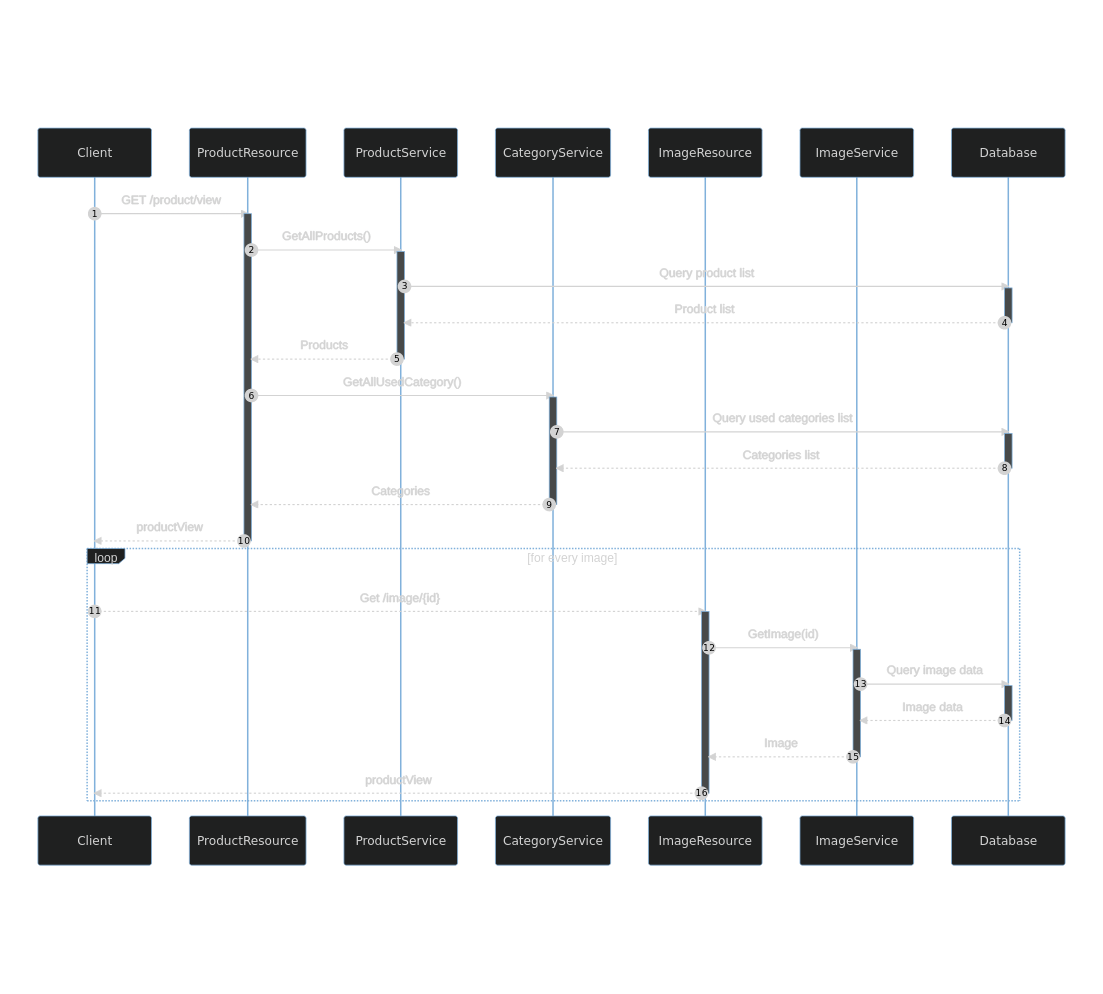 Client ProductResource ProductService CategoryService ImageResource ImageService Database
GET /product/view
1
GetAllProducts()
2
Query product list
3
Product list
4
Products
5
GetAllUsedCategory()
6
Query used categories list
7
Categories list
8
Categories
9
productView
10
loop [for every image]
Get /image/{id}
11
GetImage(id)
12
Query image data
13
Image data
14
Image
15
productView
16
Client ProductResource ProductService CategoryService ImageResource ImageService Database